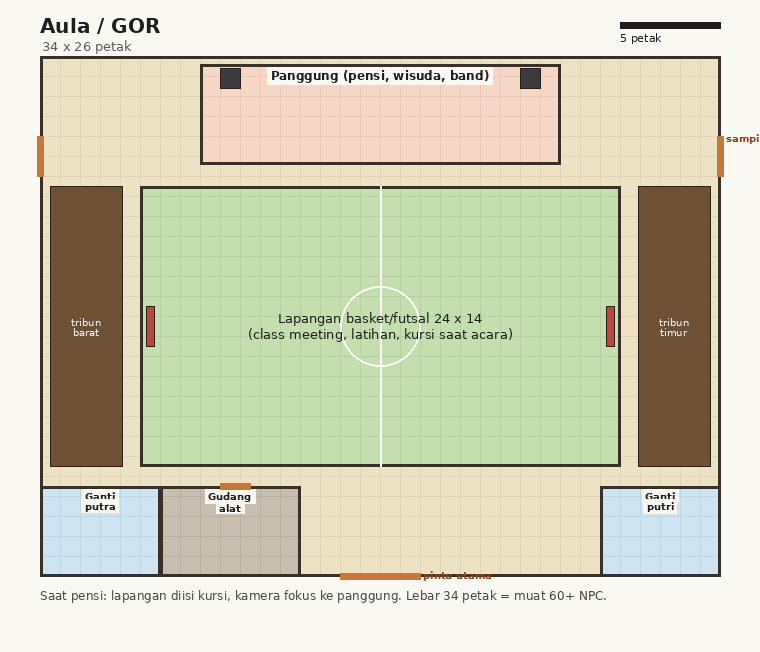 Aula / GOR
34 x 26 petak
5 petak
Panggung (pensi, wisuda, band)
sampi
tribun
barat
Lapangan basket/futsal 24 x 14
(class meeting, latihan, kursi saat acara)
tribun
timur
Ganti
putra
Gudang
alat
Ganti
putri
pintu utama
Saat pensi: lapangan diisi kursi, kamera fokus ke panggung. Lebar 34 petak = muat 60+ NPC.